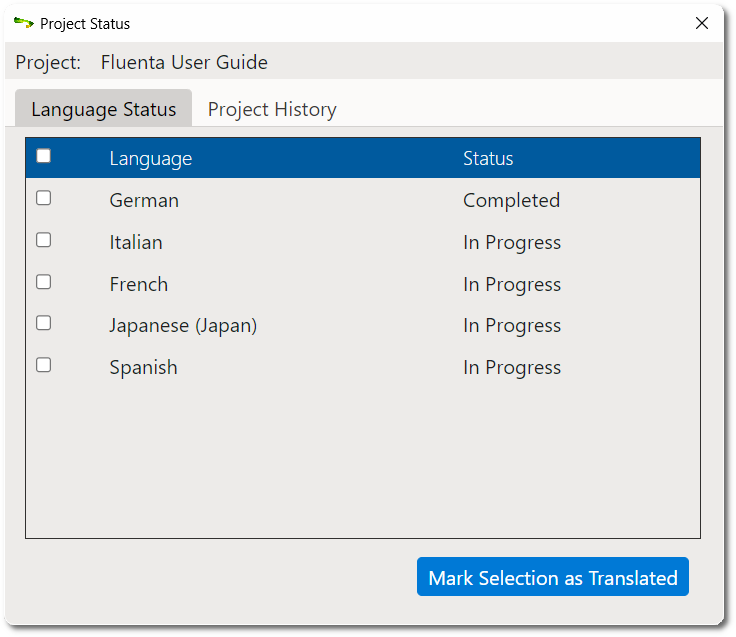 Project Status
Project: Fluenta User Guide
Language Status Project History
Language Status
German Completed
Italian In Progress
French In Progress
Japanese (Japan) In Progress
Spanish In Progress
Mark Selection as Translated